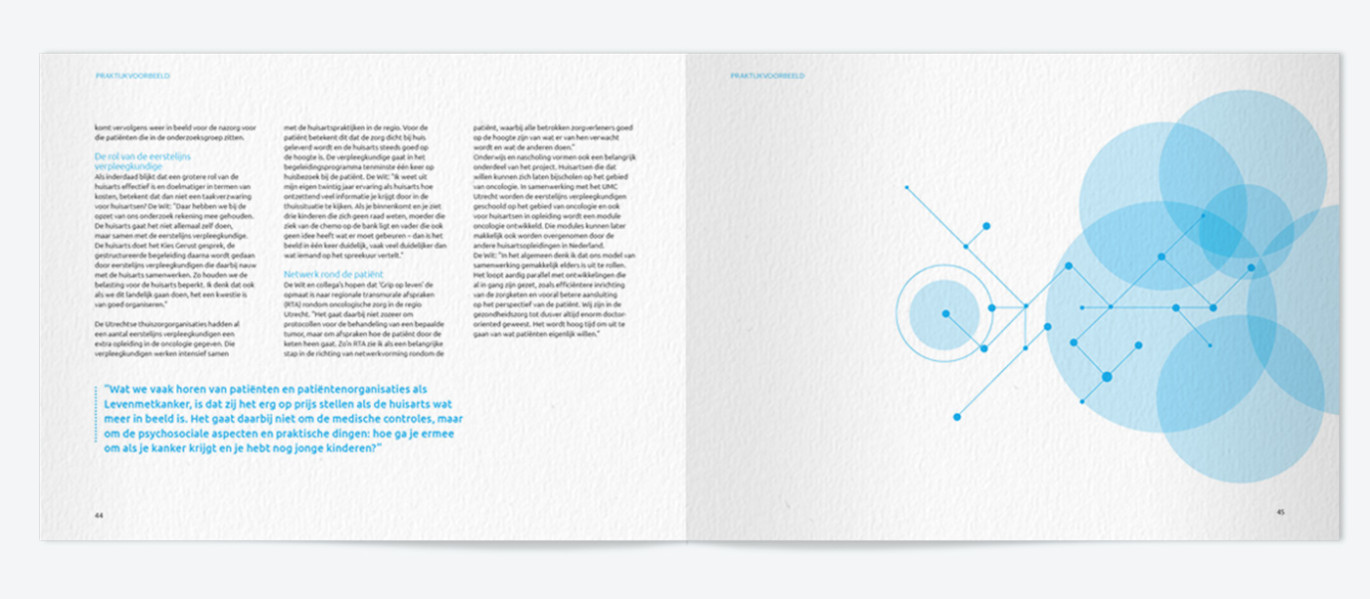 PRAKTIJKVOORBEELD
komt vervolgens weer in beeld voor de nazorg voor
die patiënten die in de onderzoeksgroep zitten.
De rol van de eerstelijns
verpleegkundige
Als inderdaad blijkt dat een grotere rol van de
huisarts effectief is en doelmatiger in termen van
kosten, betekent dat dan niet een taakverzwaring
voor huisartsen? De Wit: "Daar hebben we bij de
opzet van ons onderzoek rekening mee gehouden.
De huisarts gaat het niet allemaal zelf doen,
maar samen met de eerstelijns verpleegkundige.
De huisarts doet het Kies Gerust gesprek, de
gestructureerde begeleiding daarna wordt gedaan
door eerstelijns verpleegkundigen die daarbij nauw
met de huisarts samenwerken. Zo houden we de
belasting voor de huisarts beperkt. Ik denk dat ook
als we dit landelijk gaan doen, het een kwestie is
van goed organiseren."
De Utrechtse thuiszorgorganisaties hadden al
een aantal eerstelijns verpleegkundigen een
extra opleiding in de oncologie gegeven. Die
verpleegkundigen werken intensief samen
met de huisartspraktijken in de regio. Voor de
patiënt betekent dit dat de zorg dicht bij huis
geleverd wordt en de huisarts steeds goed op
de hoogte is. De verpleegkundige gaat in het
begeleidingsprogramma tenminste één keer op
huisbezoek bij de patiënt. De Wit: "Ik weet uit
mijn eigen twintig jaar ervaring als huisarts hoe
ontzettend veel informatie je krijgt door in de
thuissituatie te kijken. Als je binnenkomt en je ziet
drie kinderen die zich geen raad weten, moeder die
ziek van de chemo op de bank ligt en vader die ook
geen idee heeft wat er moet gebeuren – dan is het
beeld in één keer duidelijk, vaak veel duidelijker dan
wat iemand op het spreekuur vertelt."
Netwerk rond de patiënt
De Wit en collega's hopen dat 'Grip op leven' de
opmaat is naar regionale transmurale afspraken
(RTA) rondom oncologische zorg in de regio
Utrecht. "Het gaat daarbij niet zozeer om
protocollen voor de behandeling van een bepaalde
tumor, maar om afspraken hoe de patiënt door de
keten heen gaat. Zo'n RTA zie ik als een belangrijke
stap in de richting van netwerkvorming rondom de
patiënt, waarbij alle betrokken zorgverleners goed
op de hoogte zijn van wat er van hen verwacht
wordt en wat de anderen doen."
Onderwijs en nascholing vormen ook een belangrijk
onderdeel van het project. Huisartsen die dat
willen kunnen zich laten bijscholen op het gebied
van oncologie. In samenwerking met het UMC
Utrecht worden de eerstelijns verpleegkundigen
geschoold op het gebied van oncologie en ook
voor huisartsen in opleiding wordt een module
oncologie ontwikkeld. Die modules kunnen later
makkelijk ook worden overgenomen door de
andere huisartsopleidingen in Nederland.
De Wit: "In het algemeen denk ik dat ons model van
samenwerking gemakkelijk elders is uit te rollen.
Het loopt aardig parallel met ontwikkelingen die
al in gang zijn gezet, zoals efficiëntere inrichting
van de zorgketen en vooral betere aansluiting
op het perspectief van de patiënt. Wij zijn in de
gezondheidszorg tot dusver altijd enorm doctor-
oriented geweest. Het wordt hoog tijd om uit te
gaan van wat patiënten eigenlijk willen."
"Wat we vaak horen van patiënten en patiëntenorganisaties als
Levenmetkanker, is dat zij het erg op prijs stellen als de huisarts wat
meer in beeld is. Het gaat daarbij niet om de medische controles, maar
om de psychosociale aspecten en praktische dingen: hoe ga je ermee
om als je kanker krijgt en je hebt nog jonge kinderen?"
44
PRAKTIJKVOORBEELD
45